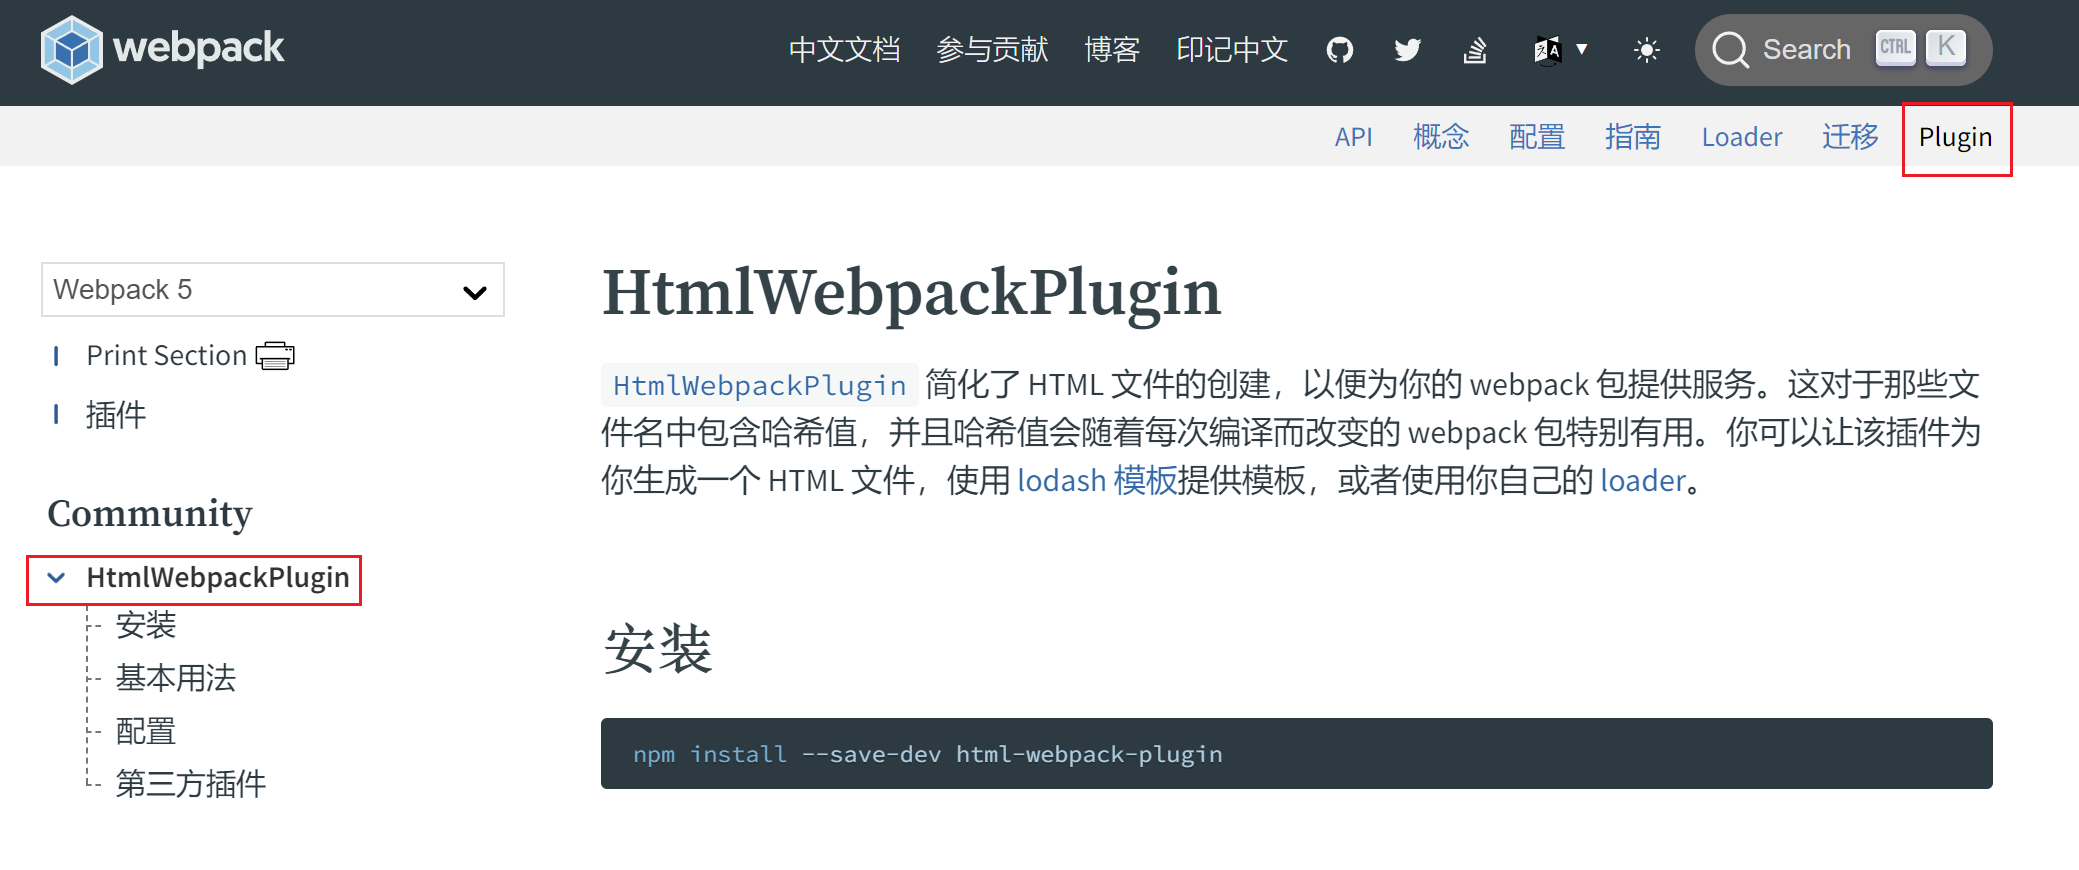 webpack
中文文档 参与贡献 博客 印记中文
Search CTRL K
API 概念 配置 指南 Loader 迁移 Plugin
Webpack 5
Print Section
插件
Community
HtmlWebpackPlugin
安装
基本用法
配置
第三方插件
HtmlWebpackPlugin
HtmlWebpackPlugin 简化了 HTML 文件的创建，以便为你的 webpack 包提供服务。这对于那些文
件名中包含哈希值，并且哈希值会随着每次编译而改变的 webpack 包特别有用。你可以让该插件为
你生成一个 HTML 文件，使用 lodash 模板提供模板，或者使用你自己的 loader。
安装
npm install --save-dev html-webpack-plugin